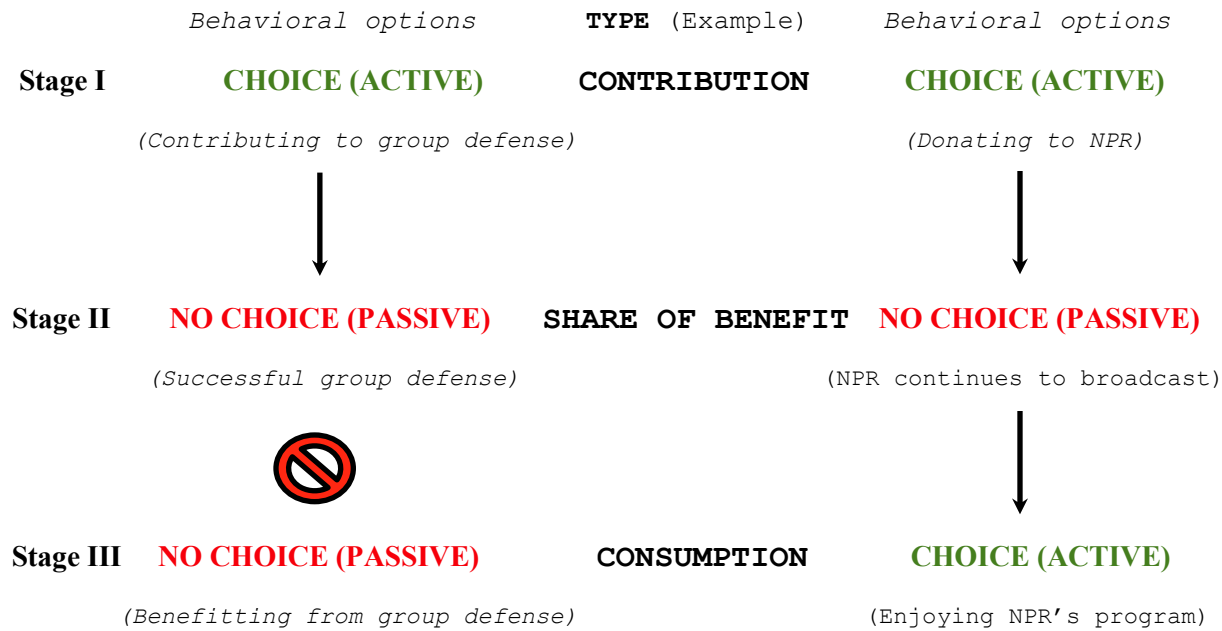 Behavioral options TYPE (Example) Behavioral options
Stage I CHOICE (ACTIVE) CONTRIBUTION CHOICE (ACTIVE)
(Contributing to group defense) (Donating to NPR)
Stage II NO CHOICE (PASSIVE) SHARE OF BENEFIT NO CHOICE (PASSIVE)
(Successful group defense) (NPR continues to broadcast)
Stage III NO CHOICE (PASSIVE) CONSUMPTION CHOICE (ACTIVE)
(Benefitting from group defense) (Enjoying NPR's program)